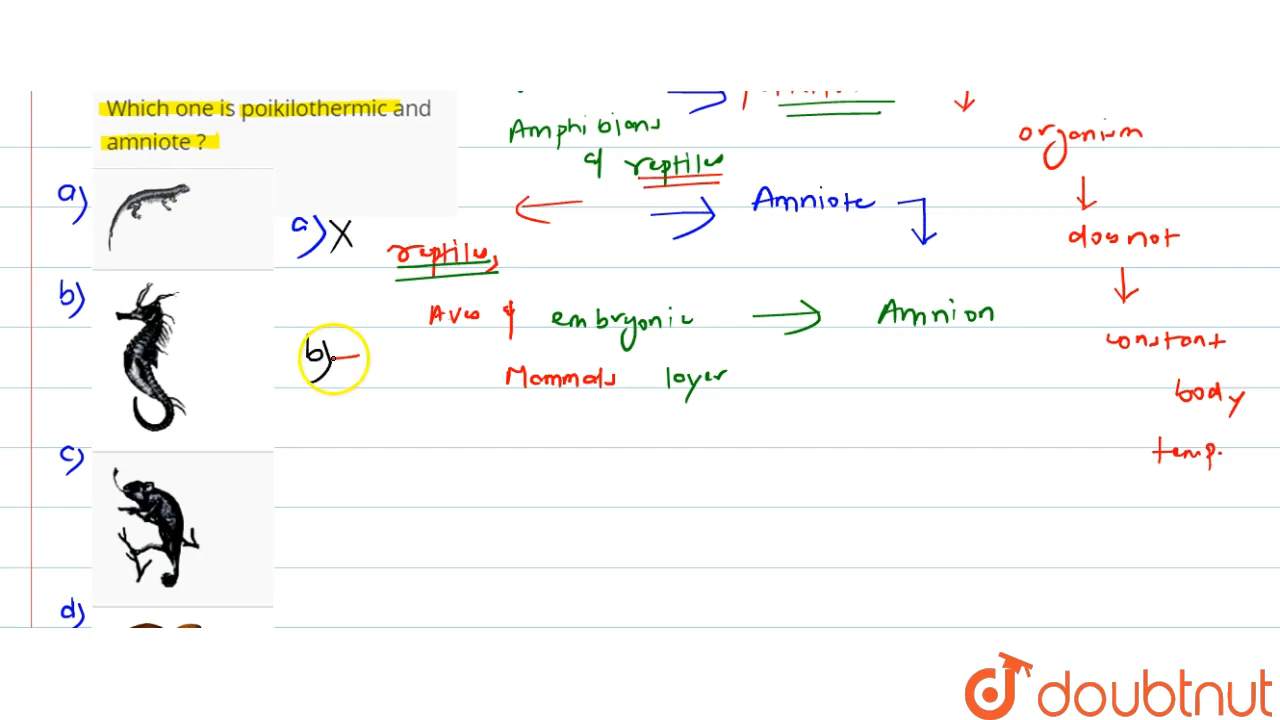 Which one is poikilothermic and
amniote ?
a)
b)
c)
d)
Amphibians
& reptiles
Amniote
reptiles,
Aves &
Mammals
embryonic
layer
Amnion
a) X
b)
organism
does not
constant
body
temp.
doubtnut